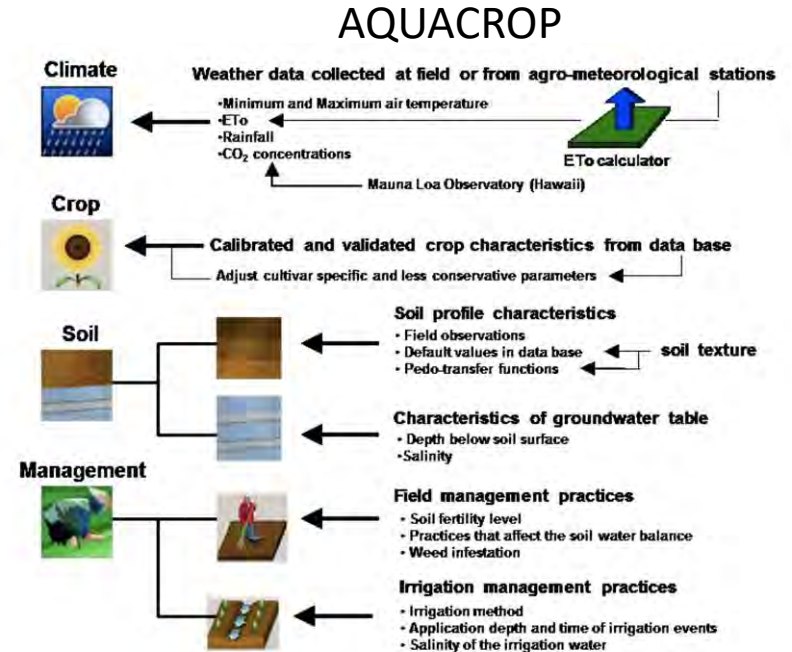 AQUACROP
Climate
Weather data collected at field or from agro-meteorological stations
•Minimum and Maximum air temperature
•ETo
•Rainfall
•CO₂ concentrations
ETo calculator
Mauna Loa Observatory (Hawaii)
Crop
Calibrated and validated crop characteristics from data base
Adjust cultivar specific and less conservative parameters
Soil
Soil profile characteristics
• Field observations
• Default values in data base
• Pedo-transfer functions
soil texture
Characteristics of groundwater table
• Depth below soil surface
•Salinity
Management
Field management practices
• Soil fertility level
• Practices that affect the soil water balance
• Weed infestation
Irrigation management practices
• Irrigation method
• Application depth and time of irrigation events
• Salinity of the irrigation water